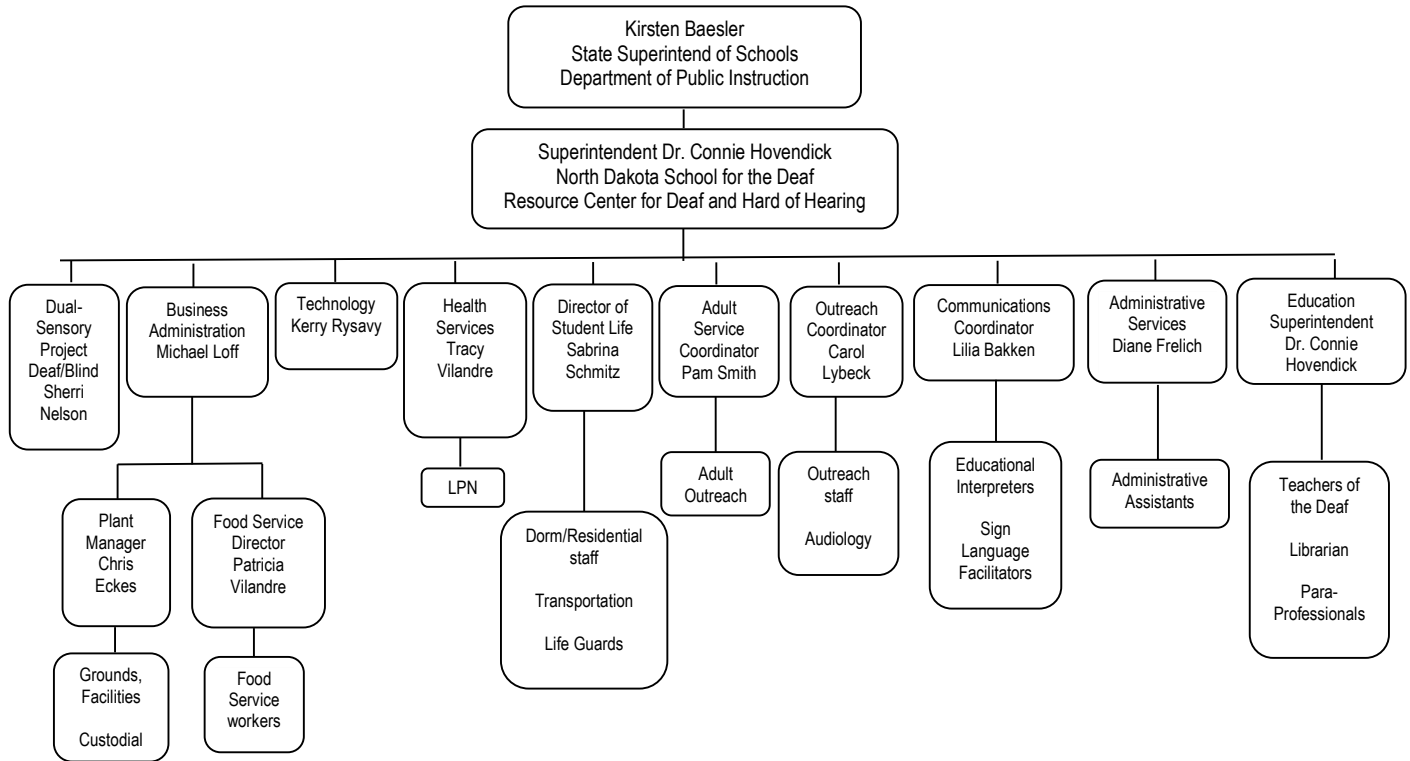 Kirsten Baesler
State Superintend of Schools
Department of Public Instruction
Superintendent Dr. Connie Hovendick
North Dakota School for the Deaf
Resource Center for Deaf and Hard of Hearing
Dual-
Sensory
Project
Deaf/Blind
Sherri
Nelson
Business
Administration
Michael Loff
Technology
Kerry Rysavy
Health
Services
Tracy
Vilandre
Director of
Student Life
Sabrina
Schmitz
Adult
Service
Coordinator
Pam Smith
Outreach
Coordinator
Carol
Lybeck
Communications
Coordinator
Lilia Bakken
Administrative
Services
Diane Frelich
Education
Superintendent
Dr. Connie
Hovendick
Plant
Manager
Chris
Eckes
Food Service
Director
Patricia
Vilandre
LPN
Dorm/Residential
staff
Transportation
Life Guards
Adult
Outreach
Outreach
staff
Audiology
Educational
Interpreters
Sign
Language
Facilitators
Administrative
Assistants
Teachers of
the Deaf
Librarian
Para-
Professionals
Grounds,
Facilities
Custodial
Food
Service
workers